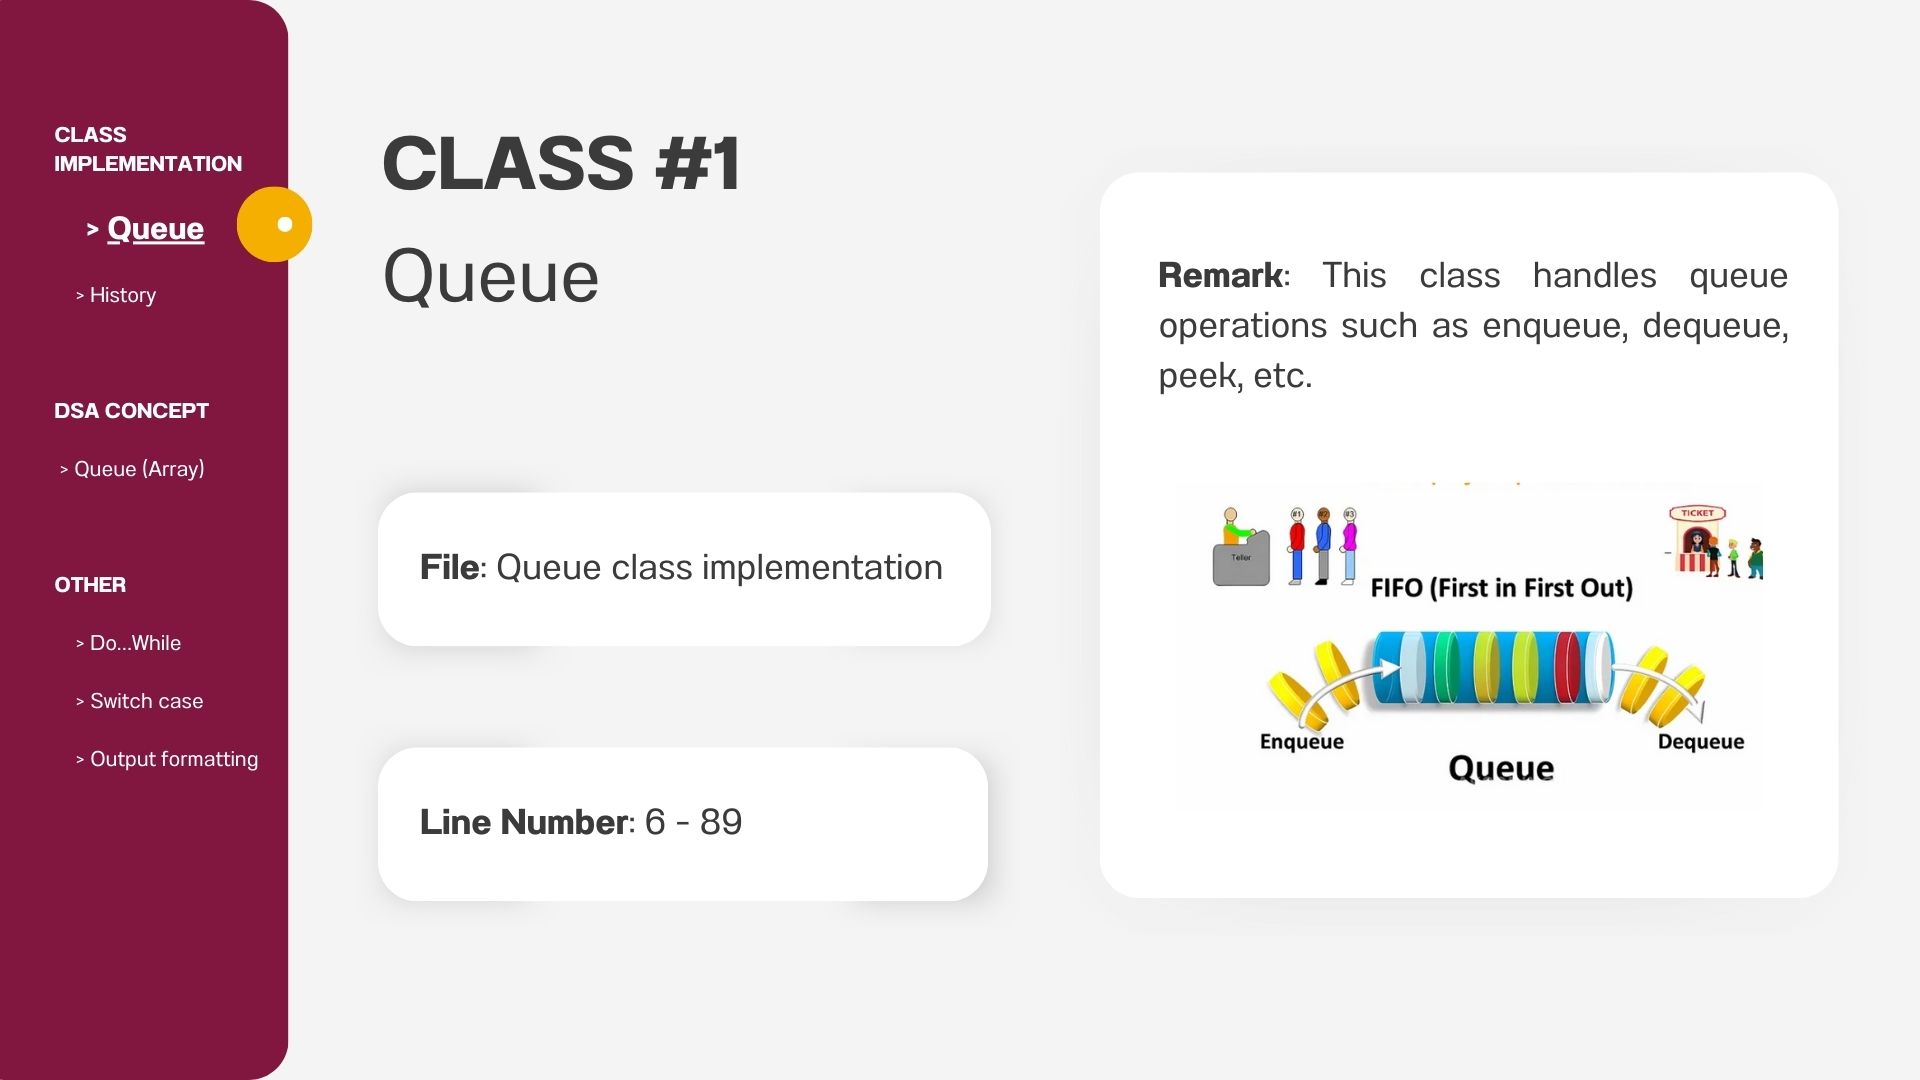 CLASS
IMPLEMENTATION
> Queue
> History
DSA CONCEPT
> Queue (Array)
OTHER
> Do...While
> Switch case
> Output formatting
CLASS #1
Queue
File: Queue class implementation
Line Number: 6 - 89
Remark: This class handles queue
operations such as enqueue, dequeue,
peek, etc.
#1 #2 #3
Teller
TICKET
FIFO (First in First Out)
Enqueue
Dequeue
Queue